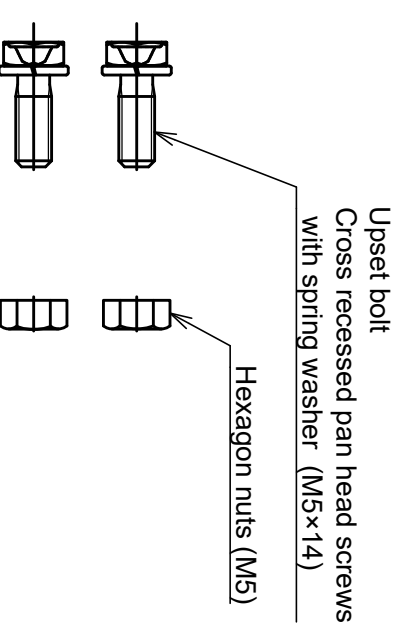 Upset bolt
Cross recessed pan head screws
with spring washer (M5×14)
Hexagon nuts (M5)